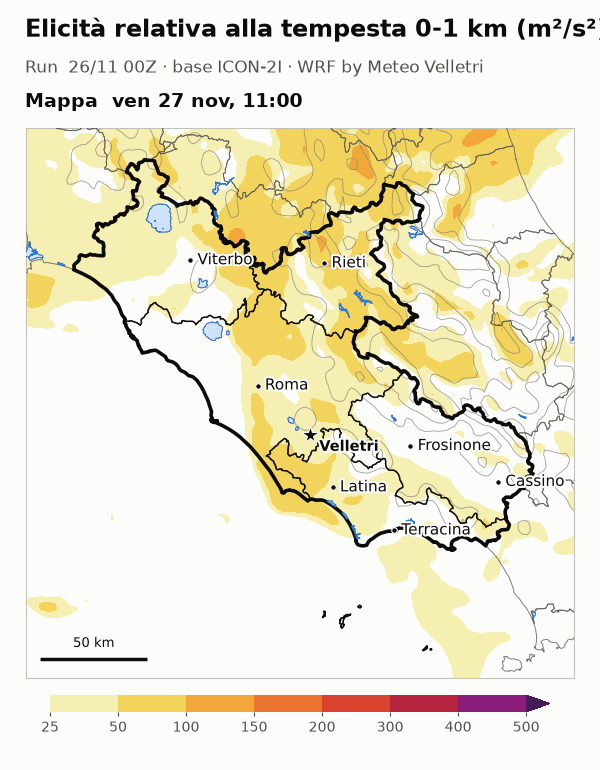 Elicità relativa alla tempesta 0-1 km (m²/s²)
Run 26/11 00Z · base ICON-2I · WRF by Meteo Velletri
Mappa ven 27 nov, 11:00
Viterbo
Rieti
Roma
Velletri
Frosinone
Cassino
Latina
Terracina
50 km
25 50 100 150 200 300 400 500